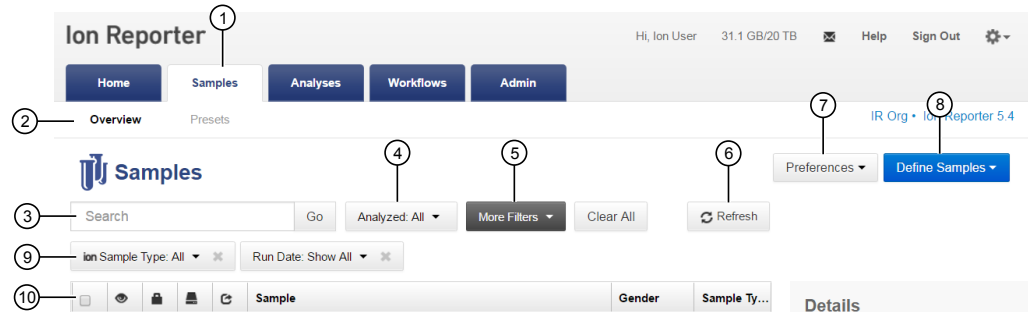 1
Ion Reporter
Hi, Ion User 31.1 GB/20 TB Help Sign Out
Home Samples Analyses Workflows Admin
2 Overview Presets
7 8
IR Org • Ion Reporter 5.4
4 5 6
Samples
Preferences Define Samples
3 Search Go Analyzed: All More Filters Clear All Refresh
9 ion Sample Type: All Run Date: Show All
10 Sample Gender Sample Ty...
Details